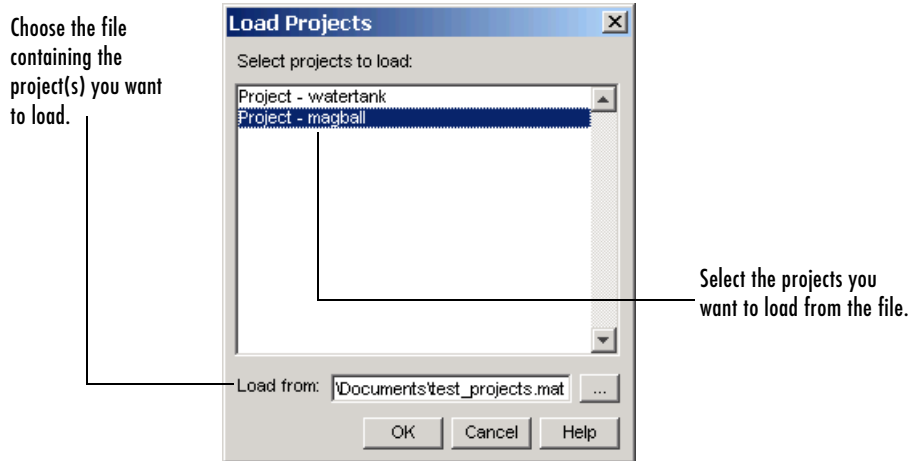 Choose the file
containing the
project(s) you want
to load.
Load Projects
Select projects to load:
Project - watertank
Project - magball
Select the projects you
want to load from the file.
Load from: \Documents\test_projects.mat ...
OK Cancel Help